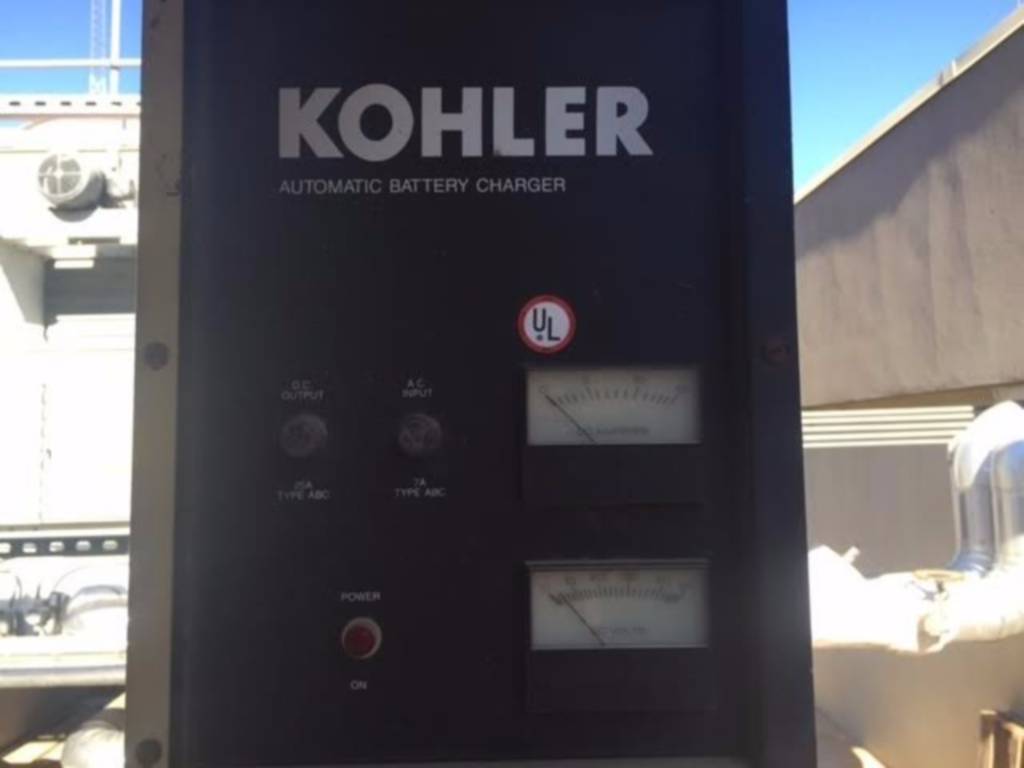 KOHLER
AUTOMATIC BATTERY CHARGER
UL
D.C.
OUTPUT
A.C.
INPUT
25A
TYPE ABC
7A
TYPE ABC
POWER
ON